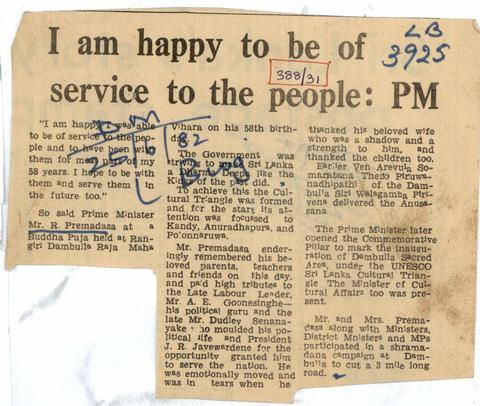 I am happy to be of
service to the people: PM
LB
3925
388/31
"I am happy I was able
to be of service to the peo-
ple and to have been with
them for most part of my
58 years. I hope to be with
them and serve them in
the future too."
So said Prime Minister
Mr. R. Premadasa at a
Buddha Puja held at Ran-
giri Dambulla Raja Maha
Vihara on his 58th birth-
day.
The Government was
trying to make Sri Lanka
a Dharma Deepa like the
Kings of the past did.
To achieve this the Cul-
tural Triangle was formed
and for the start its at-
tention was focussed to
Kandy, Anuradhapura, and
Polonnaruwa.
Mr. Premadasa ender-
ingly remembered his be-
loved parents, teachers
and friends on this day,
and paid high tributes to
the Late Labour Leader,
Mr. A. E. Goonesinghe—
his political guru and the
late Mr. Dudley Senana-
yake who moulded his po-
litical life and President
J. R. Jayewardene for the
opportunity granted him
to serve the nation. He
was emotionally moved and
was in tears when he
thanked his beloved wife
who was a shadow and a
strength to him, and
thanked the children too.
Earlier Ven Arevula So-
maratana Thedo Piruwa-
nandhipathi of the Dam-
bulla Siri Walagamba Piri-
vena delivered the Anusa-
sana
The Prime Minister later
opened the Commemorative
Pillar to mark the inaugu-
ration of Dambulla Sacred
Area, under the UNESCO
Sri Lanka Cultural Trian-
gle The Minister of Cul-
tural Affairs too was pre-
sent.
Mr. and Mrs. Prema-
dasa along with Ministers,
District Ministers and MPs
participated in a shrama-
dana campaign at Dam-
bulla to cut a 3 mile long
road.